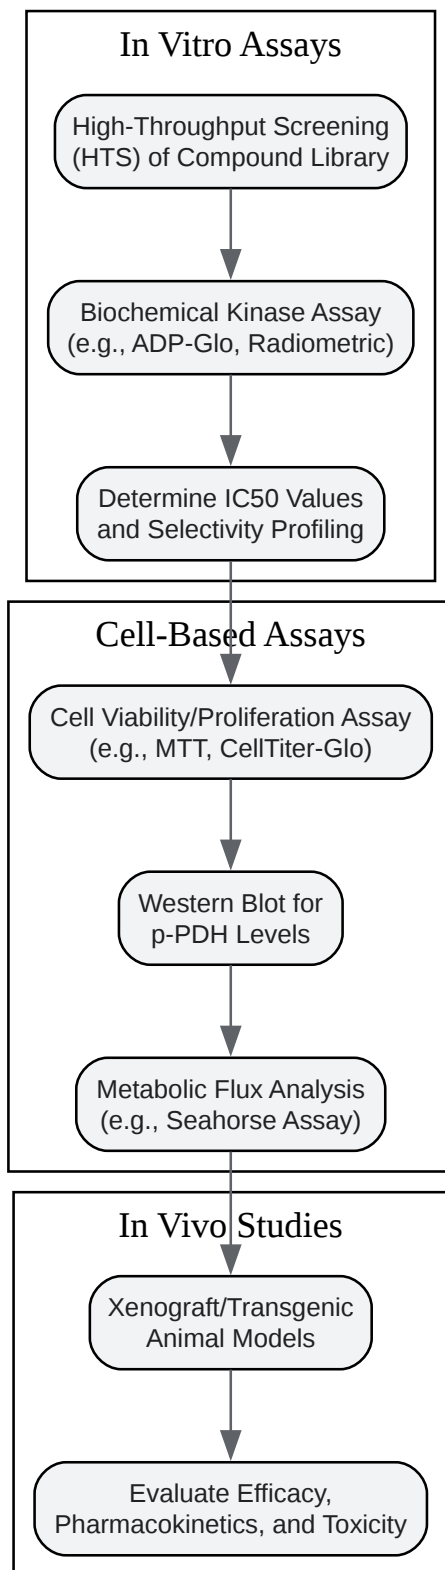 In Vitro Assays
High-Throughput Screening
(HTS) of Compound Library
Biochemical Kinase Assay
(e.g., ADP-Glo, Radiometric)
Determine IC50 Values
and Selectivity Profiling
Cell-Based Assays
Cell Viability/Proliferation Assay
(e.g., MTT, CellTiter-Glo)
Western Blot for
p-PDH Levels
Metabolic Flux Analysis
(e.g., Seahorse Assay)
In Vivo Studies
Xenograft/Transgenic
Animal Models
Evaluate Efficacy,
Pharmacokinetics, and Toxicity